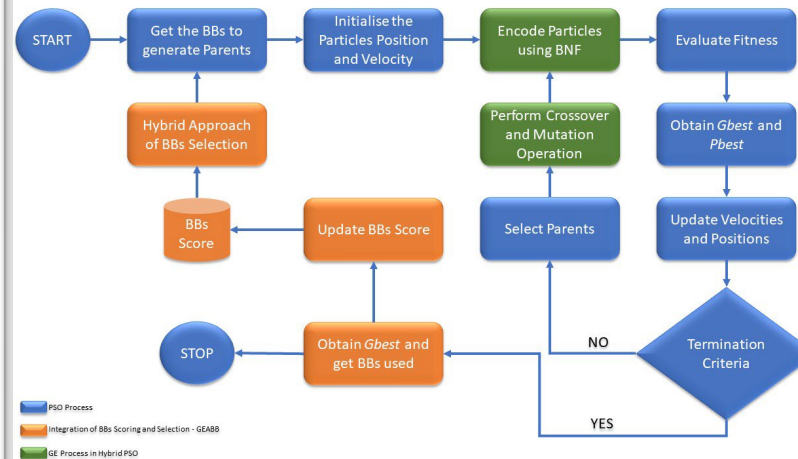 START
Get the BBs to
generate Parents
Initialise the
Particles Position
and Velocity
Encode Particles
using BNF
Evaluate Fitness
Hybrid Approach
of BBs Selection
Perform Crossover
and Mutation
Operation
Obtain Gbest and
Pbest
BBs
Score
Update BBs Score
Select Parents
Update Velocities
and Positions
STOP
Obtain Gbest and
get BBs used
NO
Termination
Criteria
YES
PSO Process
Integration of BBs Scoring and Selection - GEABB
GE Process in Hybrid PSO